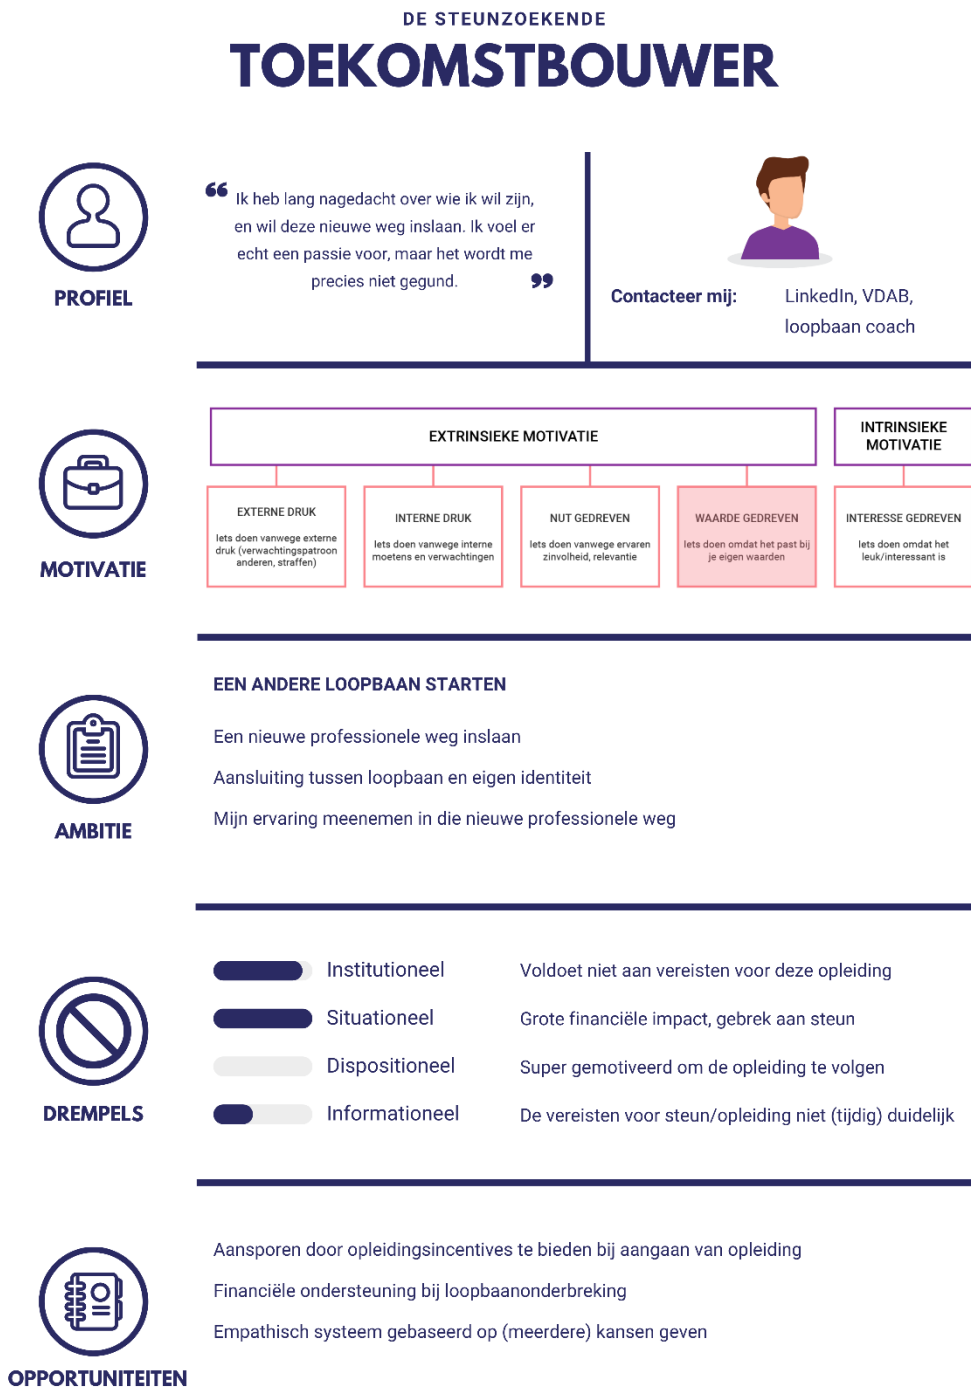 DE STEUNZOEKENDE
TOEKOMSTBOUWER
PROFIEL
“ Ik heb lang nagedacht over wie ik wil zijn,
en wil deze nieuwe weg inslaan. Ik voel er
echt een passie voor, maar het wordt me
precies niet gegund. ”
Contacteer mij: LinkedIn, VDAB,
loopbaan coach
MOTIVATIE
EXTRINSIEKE MOTIVATIE
INTRINSIEKE
MOTIVATIE
EXTERNE DRUK
Iets doen vanwege externe
druk (verwachtingspatroon
anderen, straffen)
INTERNE DRUK
Iets doen vanwege interne
moetens en verwachtingen
NUT GEDREVEN
Iets doen vanwege ervaren
zinvolheid, relevantie
WAARDE GEDREVEN
Iets doen omdat het past bij
je eigen waarden
INTERESSE GEDREVEN
Iets doen omdat het
leuk/interessant is
AMBITIE
EEN ANDERE LOOPBAAN STARTEN
Een nieuwe professionele weg inslaan
Aansluiting tussen loopbaan en eigen identiteit
Mijn ervaring meenemen in die nieuwe professionele weg
DREMPELS
Institutioneel Voldoet niet aan vereisten voor deze opleiding
Situationeel Grote financiële impact, gebrek aan steun
Dispositioneel Super gemotiveerd om de opleiding te volgen
Informationeel De vereisten voor steun/opleiding niet (tijdig) duidelijk
OPPORTUNITEITEN
Aansporen door opleidingsincentives te bieden bij aangaan van opleiding
Financiële ondersteuning bij loopbaanonderbreking
Empathisch systeem gebaseerd op (meerdere) kansen geven